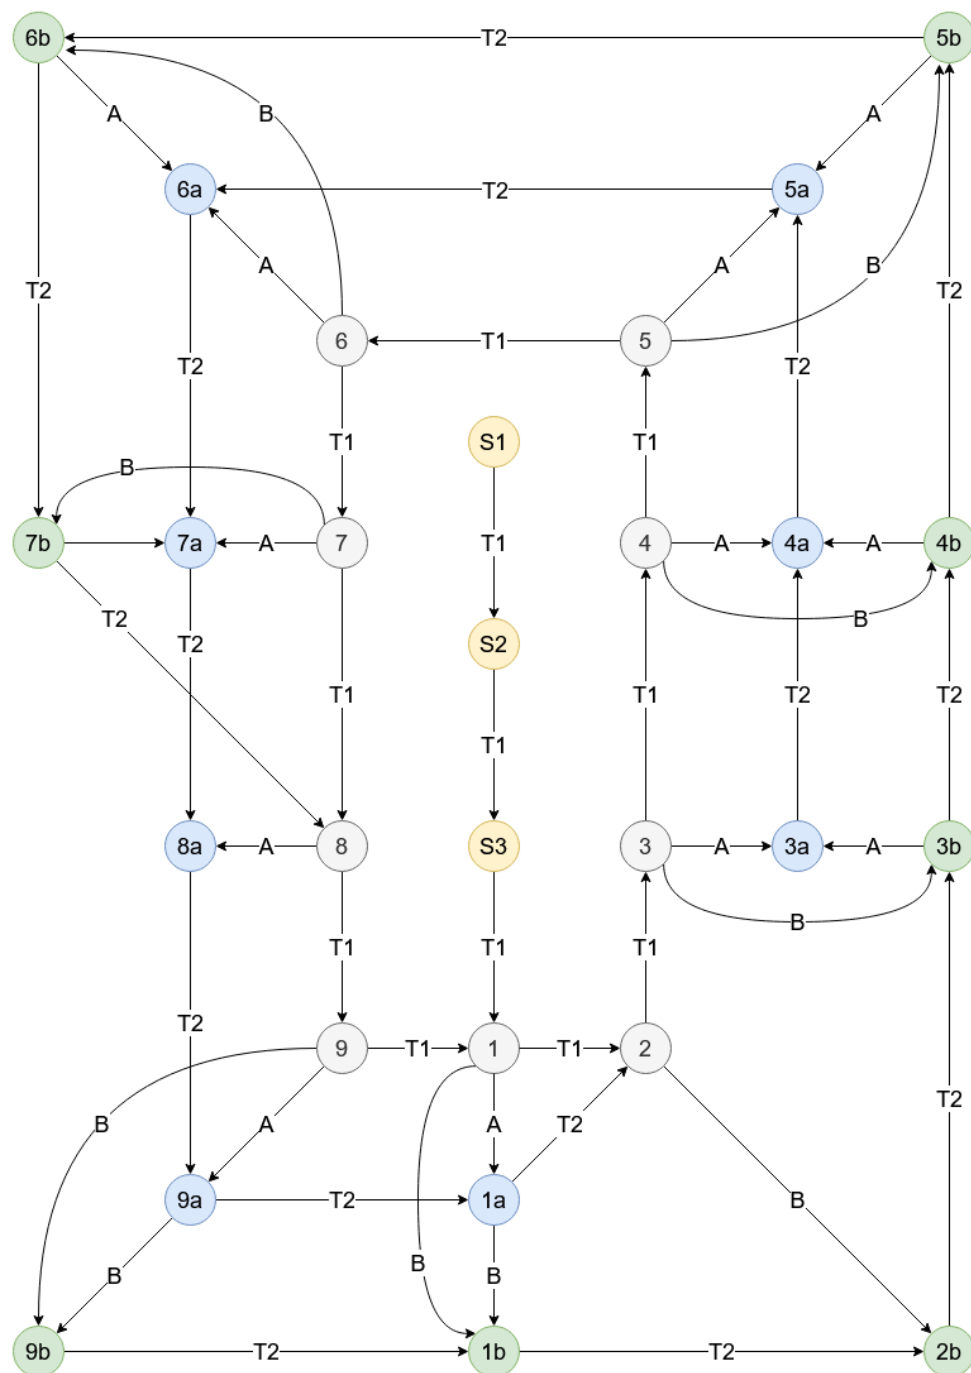 6b T2 5b
A B A
6a T2 5a
T2 A A B T2
6 T1 5
T2 T1 S1 T1 T2
B
7b 7a A 7 T1 4 A 4a A 4b
T2 T2 B
S2
T1 T1 T2 T2
T1
8a A 8 S3 3 A 3a A 3b
B
T1 T1 T1
T2
9 T1 1 T1 2
T2
B A A T2
9a T2 1a B
B B B
9b T2 1b T2 2b